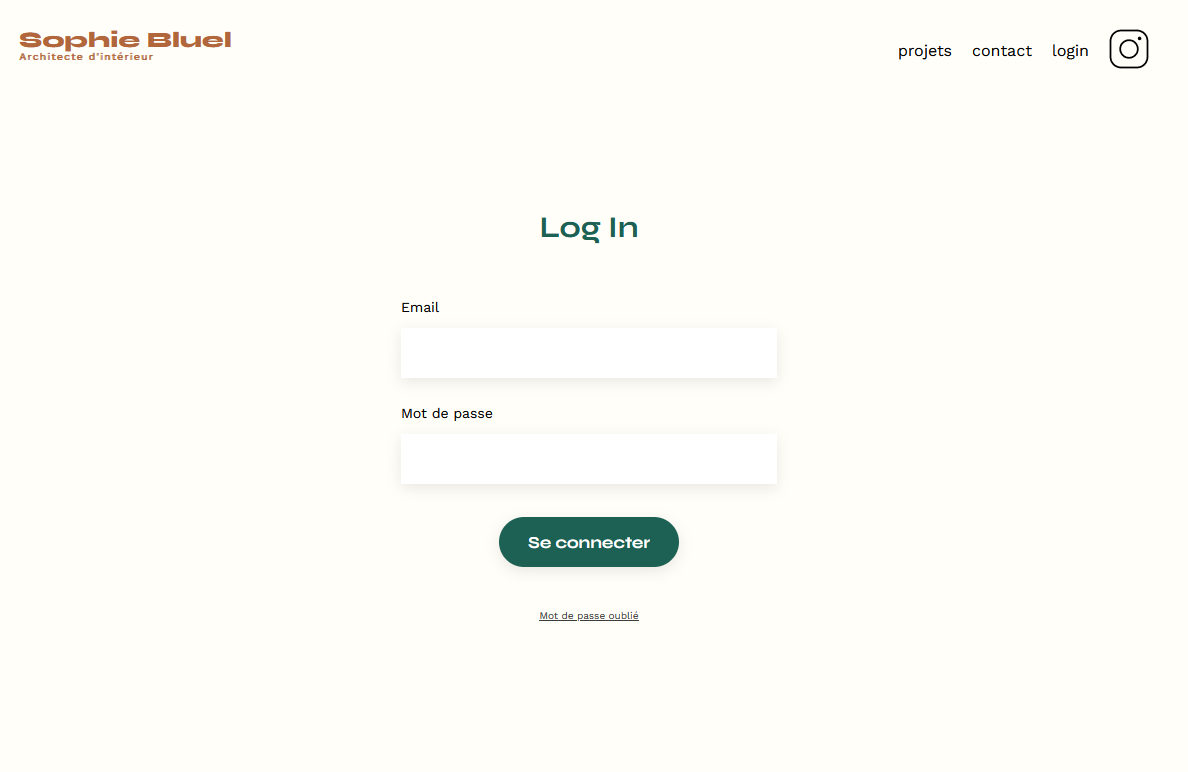 Sophie Bluel
Architecte d'intérieur
projets contact login
Log In
Email
Mot de passe
Se connecter
Mot de passe oublié